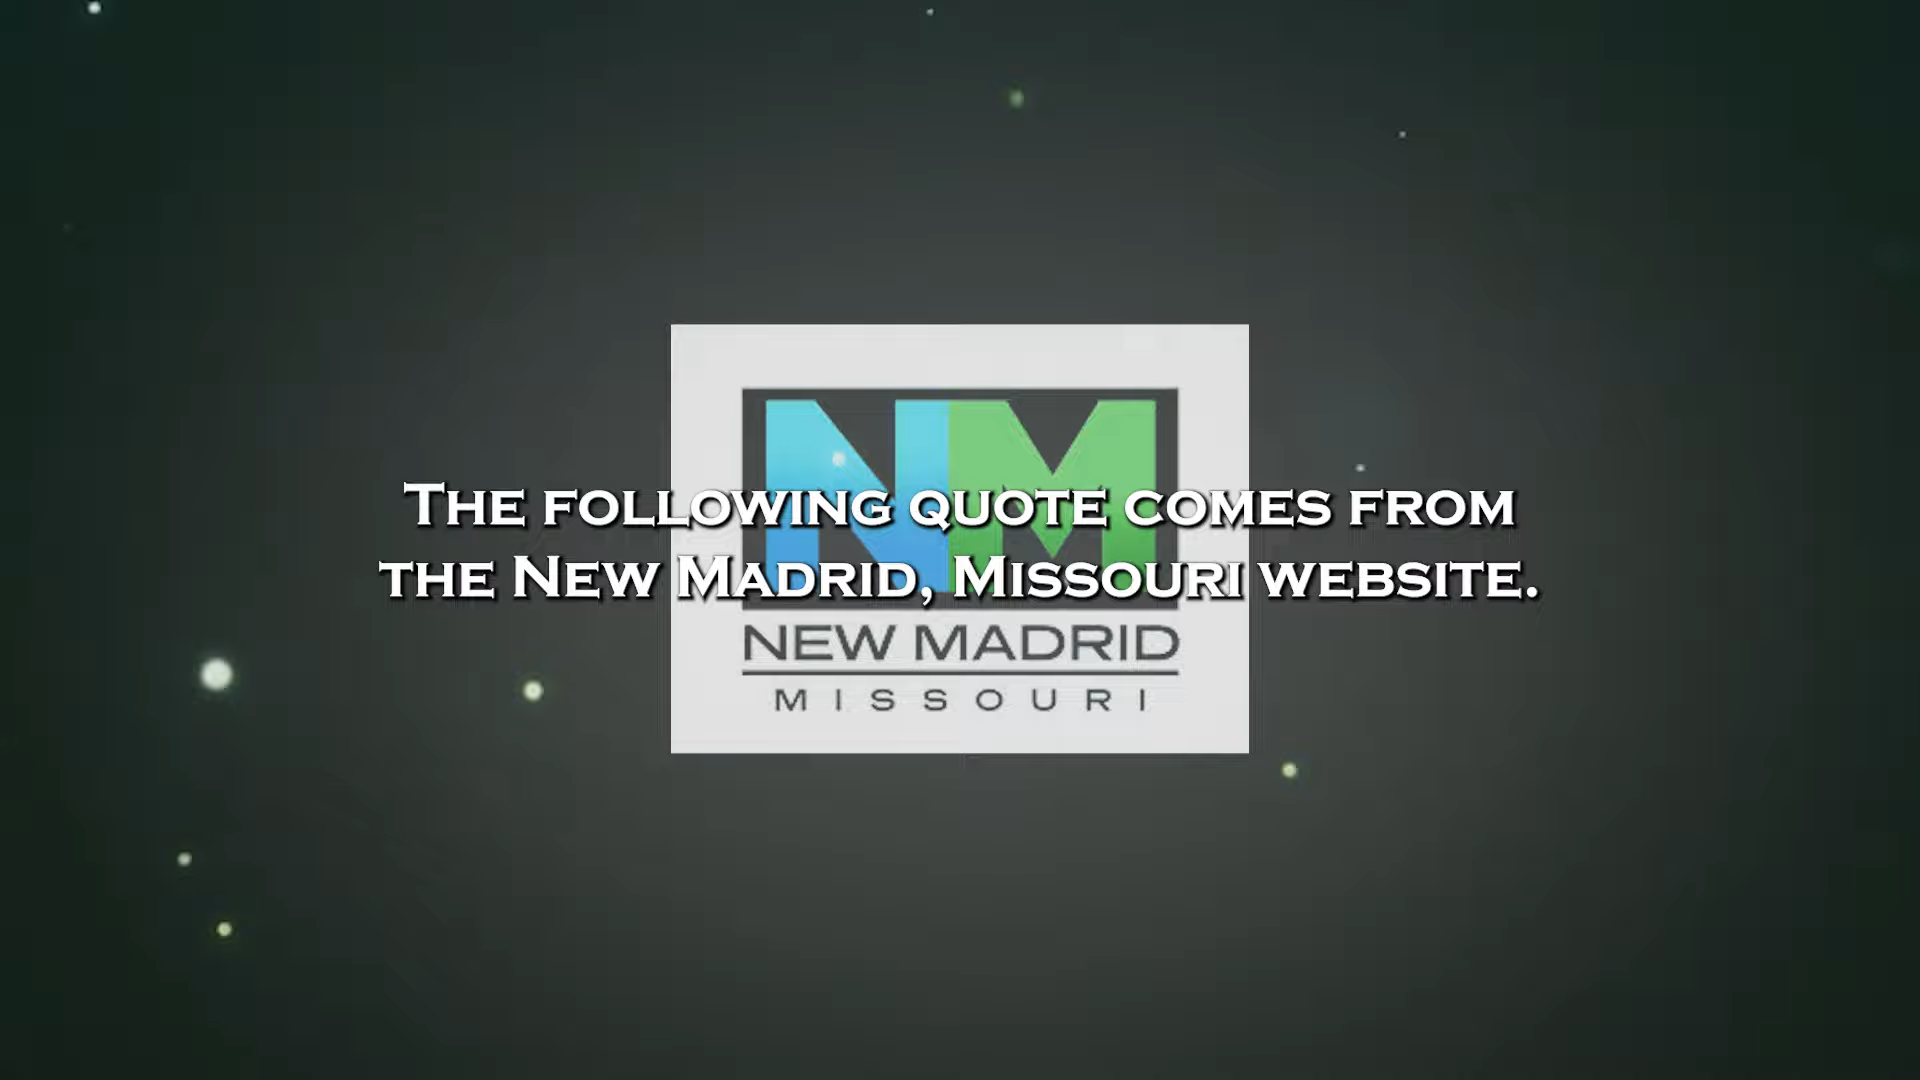 NM
THE FOLLOWING QUOTE COMES FROM
THE NEW MADRID, MISSOURI WEBSITE.
NEW MADRID
MISSOURI